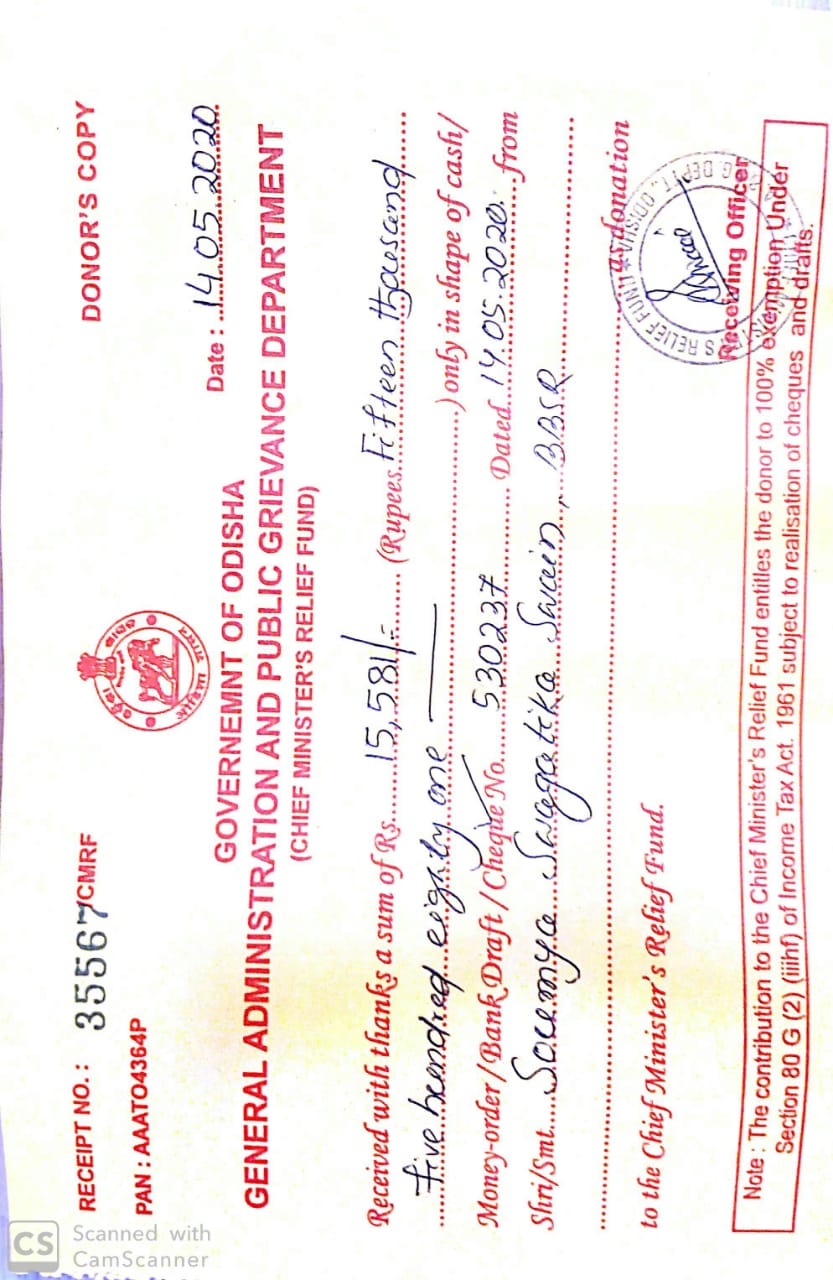 RECEIPT NO. : 35567/CMRF
DONOR'S COPY
PAN : AAATO4364P
Date : 14.05.2020
GOVERNEMNT OF ODISHA
GENERAL ADMINISTRATION AND PUBLIC GRIEVANCE DEPARTMENT
(CHIEF MINISTER'S RELIEF FUND)
Received with thanks a sum of Rs. 15,581/- (Rupees Fifteen thousand
Five hundred eighty one ) only in shape of cash/
Money-order / Bank Draft / Cheque No. 530237 Dated 14.05.2020 from
Shri/Smt. Soumya Swagatika Swain, BBSR
as donation
to the Chief Minister's Relief Fund.
Receiving Officer
Note : The contribution to the Chief Minister's Relief Fund entitles the donor to 100% exemption Under
Section 80 G (2) (iiihf) of Income Tax Act. 1961 subject to realisation of cheques and drafts.
CS Scanned with
CamScanner